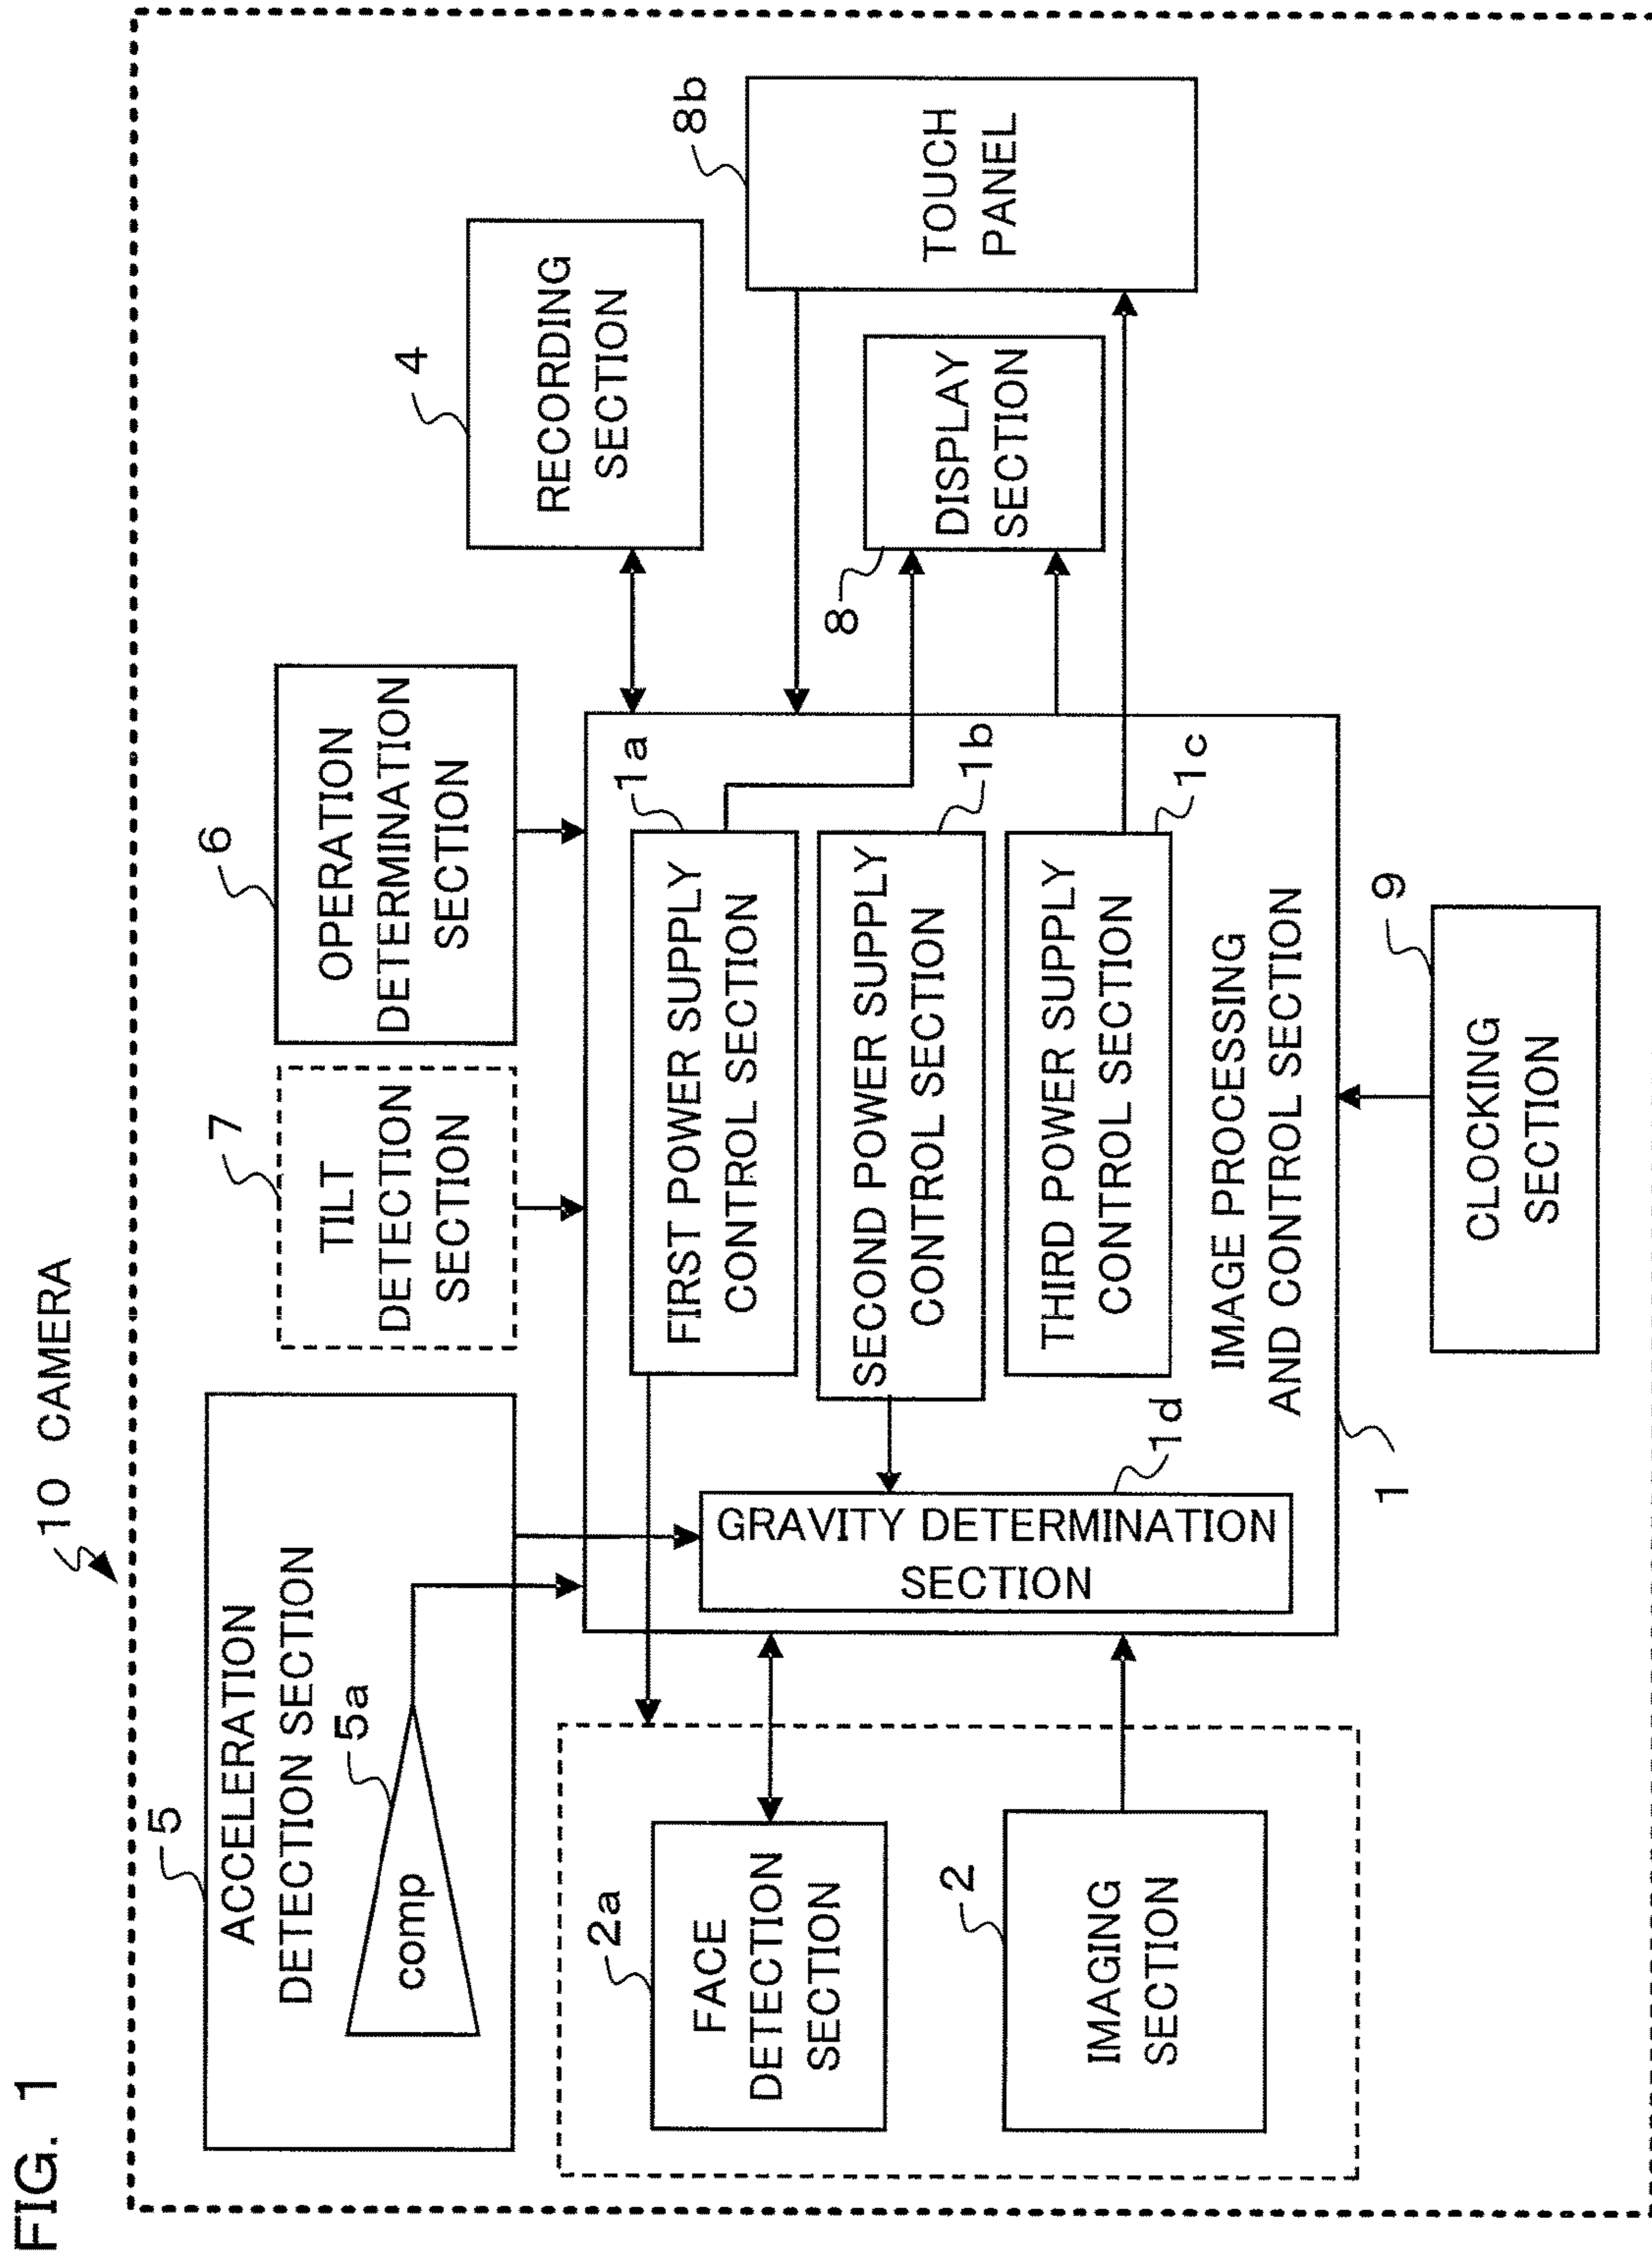 FIG. 1
10 CAMERA
5
ACCELERATION
DETECTION SECTION
5a
comp
7
TILT
DETECTION
SECTION
6
OPERATION
DETERMINATION
SECTION
4
RECORDING
SECTION
8b
TOUCH
PANEL
8
DISPLAY
SECTION
2a
FACE
DETECTION
SECTION
2
IMAGING
SECTION
1a
FIRST POWER SUPPLY
CONTROL SECTION
1b
SECOND POWER SUPPLY
CONTROL SECTION
1c
THIRD POWER SUPPLY
CONTROL SECTION
1d
GRAVITY DETERMINATION
SECTION
IMAGE PROCESSING
AND CONTROL SECTION
1
9
CLOCKING
SECTION